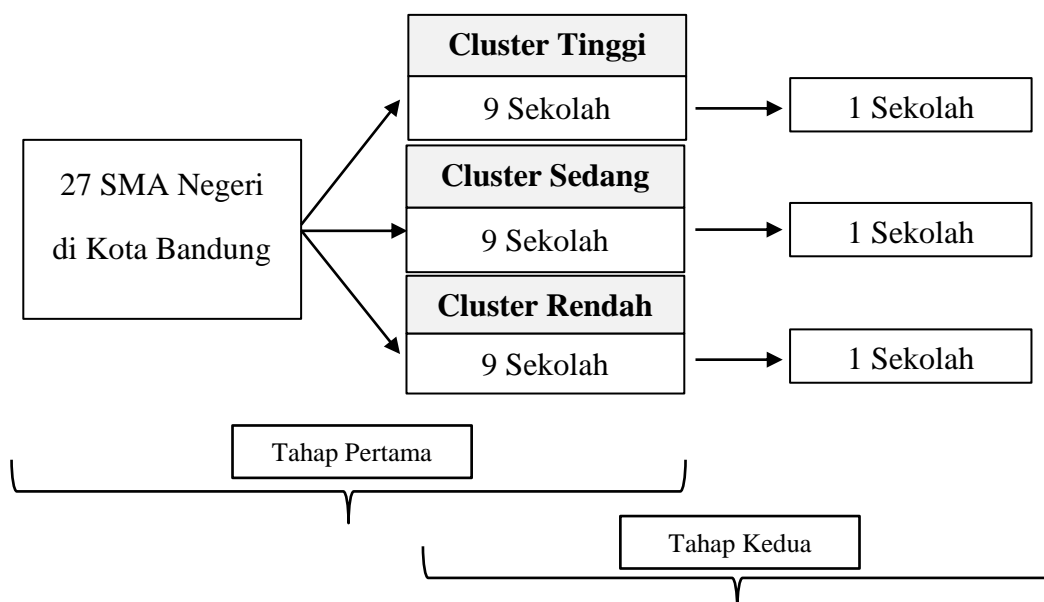 27 SMA Negeri
di Kota Bandung
Cluster Tinggi
9 Sekolah
1 Sekolah
Cluster Sedang
9 Sekolah
1 Sekolah
Cluster Rendah
9 Sekolah
1 Sekolah
Tahap Pertama
Tahap Kedua